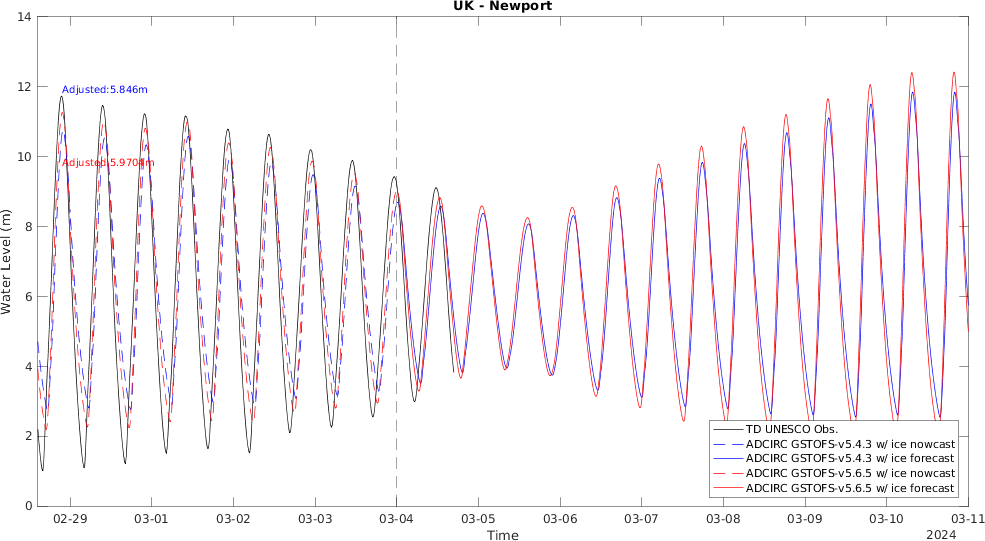 UK - Newport
14
12
10
8
6
4
2
0
Water Level (m)
Adjusted:5.846m
Adjusted:5.9704m
TD UNESCO Obs.
ADCIRC GSTOFS-v5.4.3 w/ ice nowcast
ADCIRC GSTOFS-v5.4.3 w/ ice forecast
ADCIRC GSTOFS-v5.6.5 w/ ice nowcast
ADCIRC GSTOFS-v5.6.5 w/ ice forecast
02-29 03-01 03-02 03-03 03-04 03-05 03-06 03-07 03-08 03-09 03-10 03-11
Time
2024